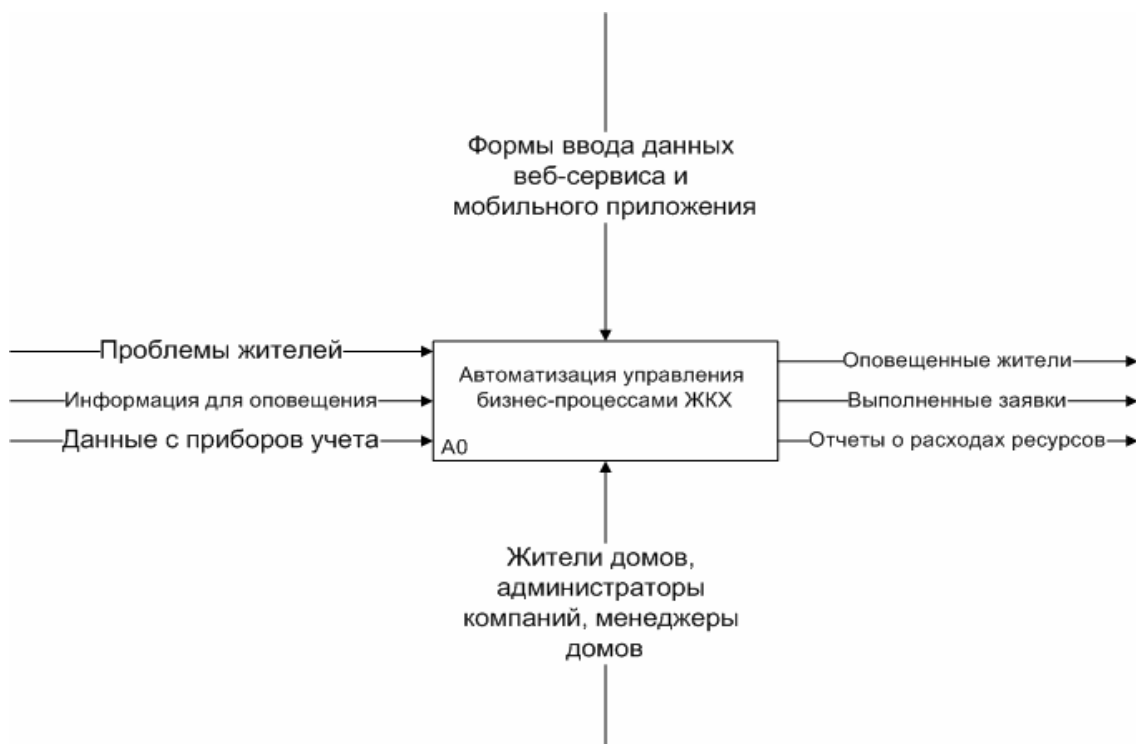 Формы ввода данных
веб-сервиса и
мобильного приложения
Проблемы жителей
Информация для оповещения
Данные с приборов учета
Автоматизация управления
бизнес-процессами ЖКХ
A0
Оповещенные жители
Выполненные заявки
Отчеты о расходах ресурсов
Жители домов,
администраторы
компаний, менеджеры
домов